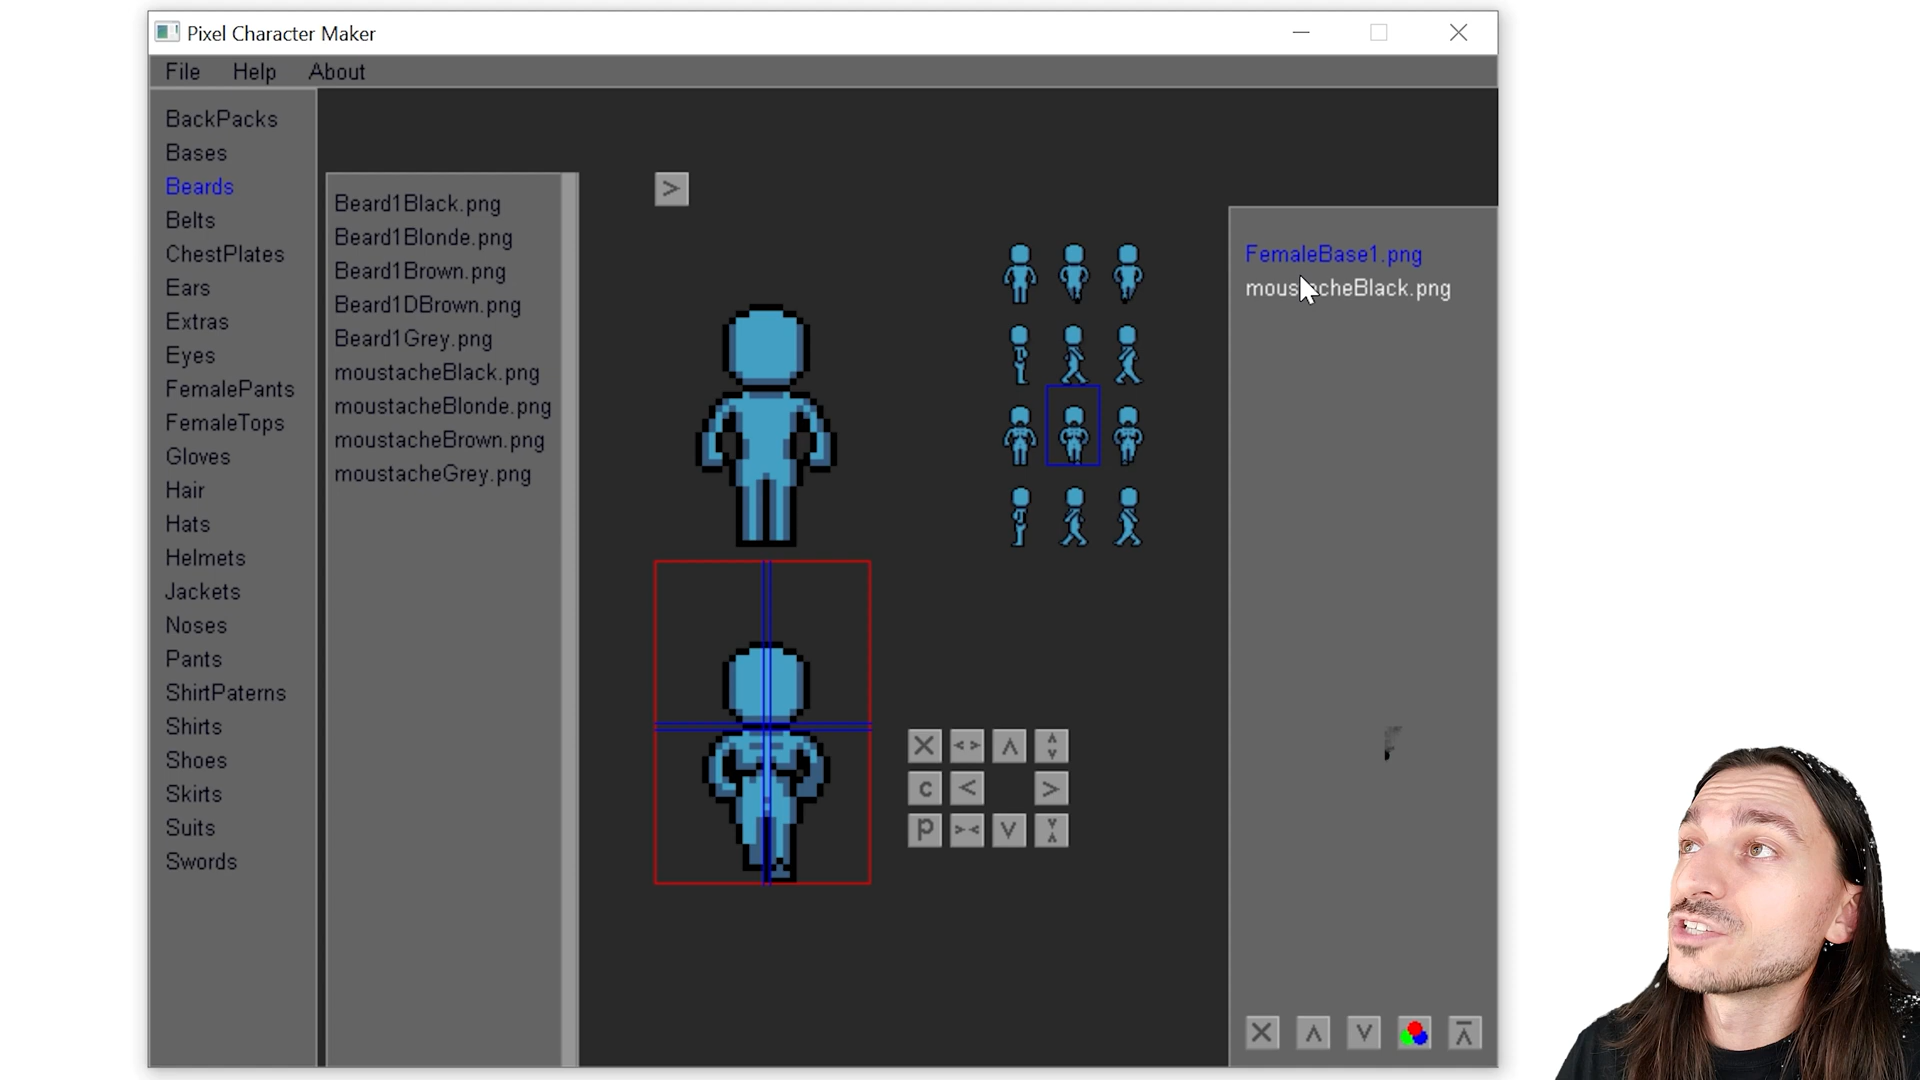 Pixel Character Maker
File Help About
BackPacks
Bases
Beards
Belts
ChestPlates
Ears
Extras
Eyes
FemalePants
FemaleTops
Gloves
Hair
Hats
Helmets
Jackets
Noses
Pants
ShirtPaterns
Shirts
Shoes
Skirts
Suits
Swords
Beard1Black.png
Beard1Blonde.png
Beard1Brown.png
Beard1DBrown.png
Beard1Grey.png
moustacheBlack.png
moustacheBlonde.png
moustacheBrown.png
moustacheGrey.png
>
X < > ʌ
c < >
p > < v
FemaleBase1.png
moustacheBlack.png
X ʌ v